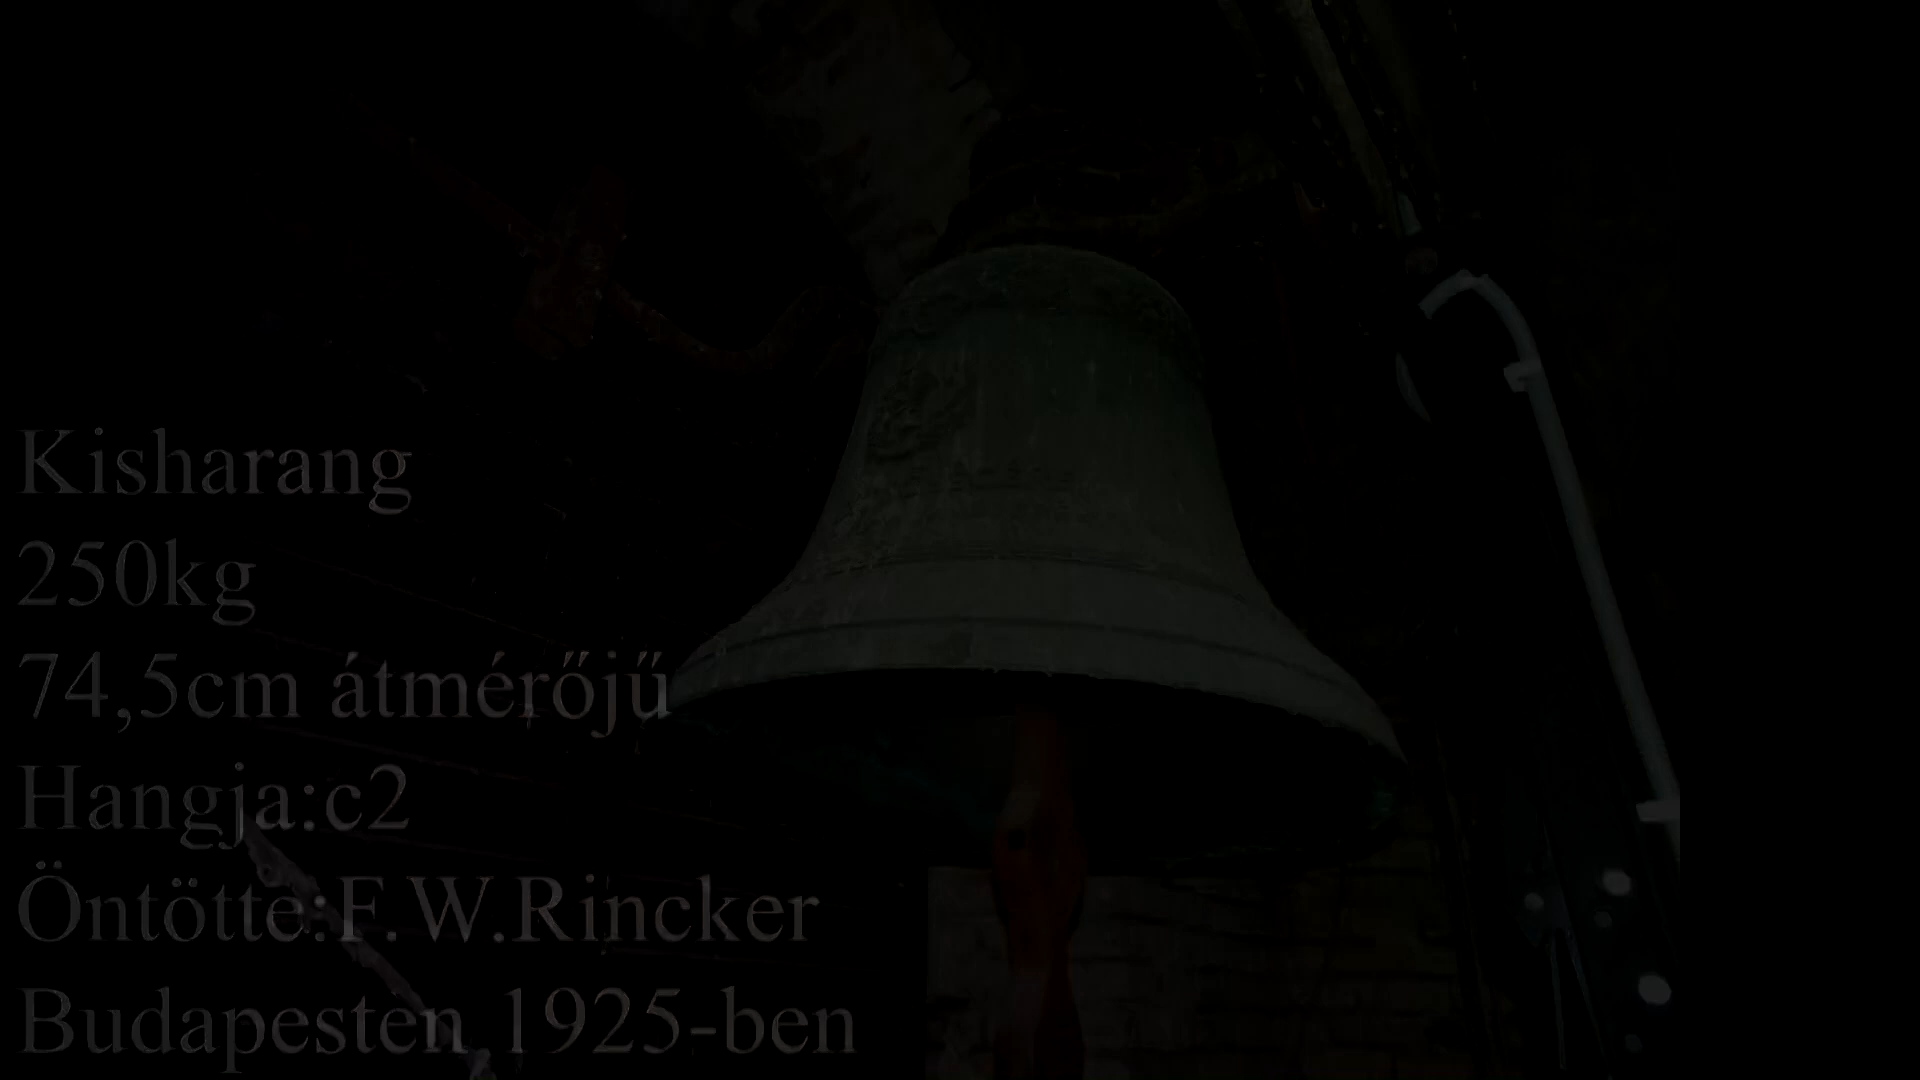 Kisharang
250kg
74,5cm átmérőjű
Hangja:c2
Öntötte:F.W.Rincker
Budapesten 1925-ben